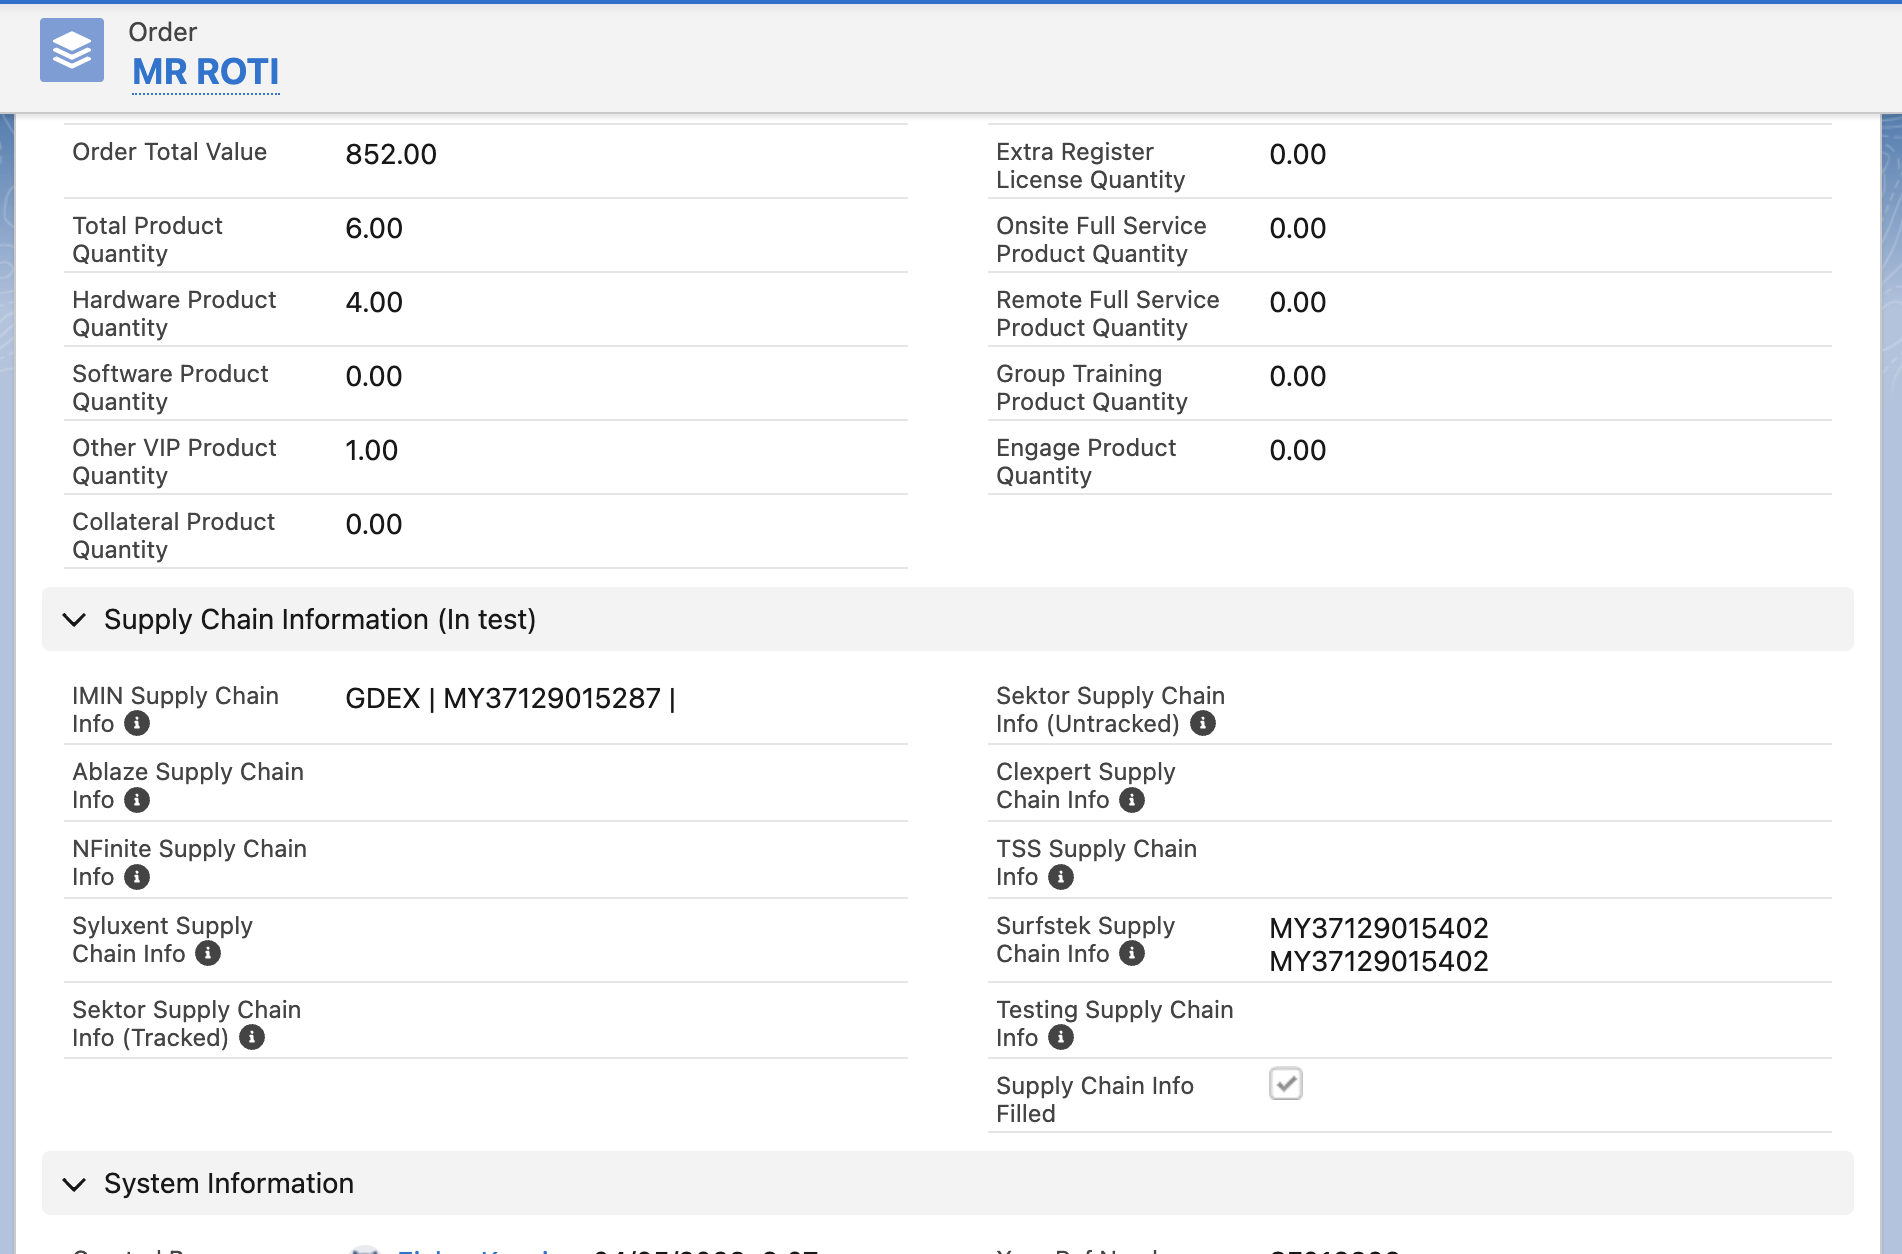 Order
MR ROTI
Order Total Value
852.00
Extra Register
License Quantity
0.00
Total Product
Quantity
6.00
Onsite Full Service
Product Quantity
0.00
Hardware Product
Quantity
4.00
Remote Full Service
Product Quantity
0.00
Software Product
Quantity
0.00
Group Training
Product Quantity
0.00
Other VIP Product
Quantity
1.00
Engage Product
Quantity
0.00
Collateral Product
Quantity
0.00
Supply Chain Information (In test)
IMIN Supply Chain
Info
GDEX | MY37129015287 |
Sektor Supply Chain
Info (Untracked)
Ablaze Supply Chain
Info
Clexpert Supply
Chain Info
NFinite Supply Chain
Info
TSS Supply Chain
Info
Syluxent Supply
Chain Info
Surfstek Supply
Chain Info
MY37129015402
MY37129015402
Sektor Supply Chain
Info (Tracked)
Testing Supply Chain
Info
Supply Chain Info
Filled
System Information